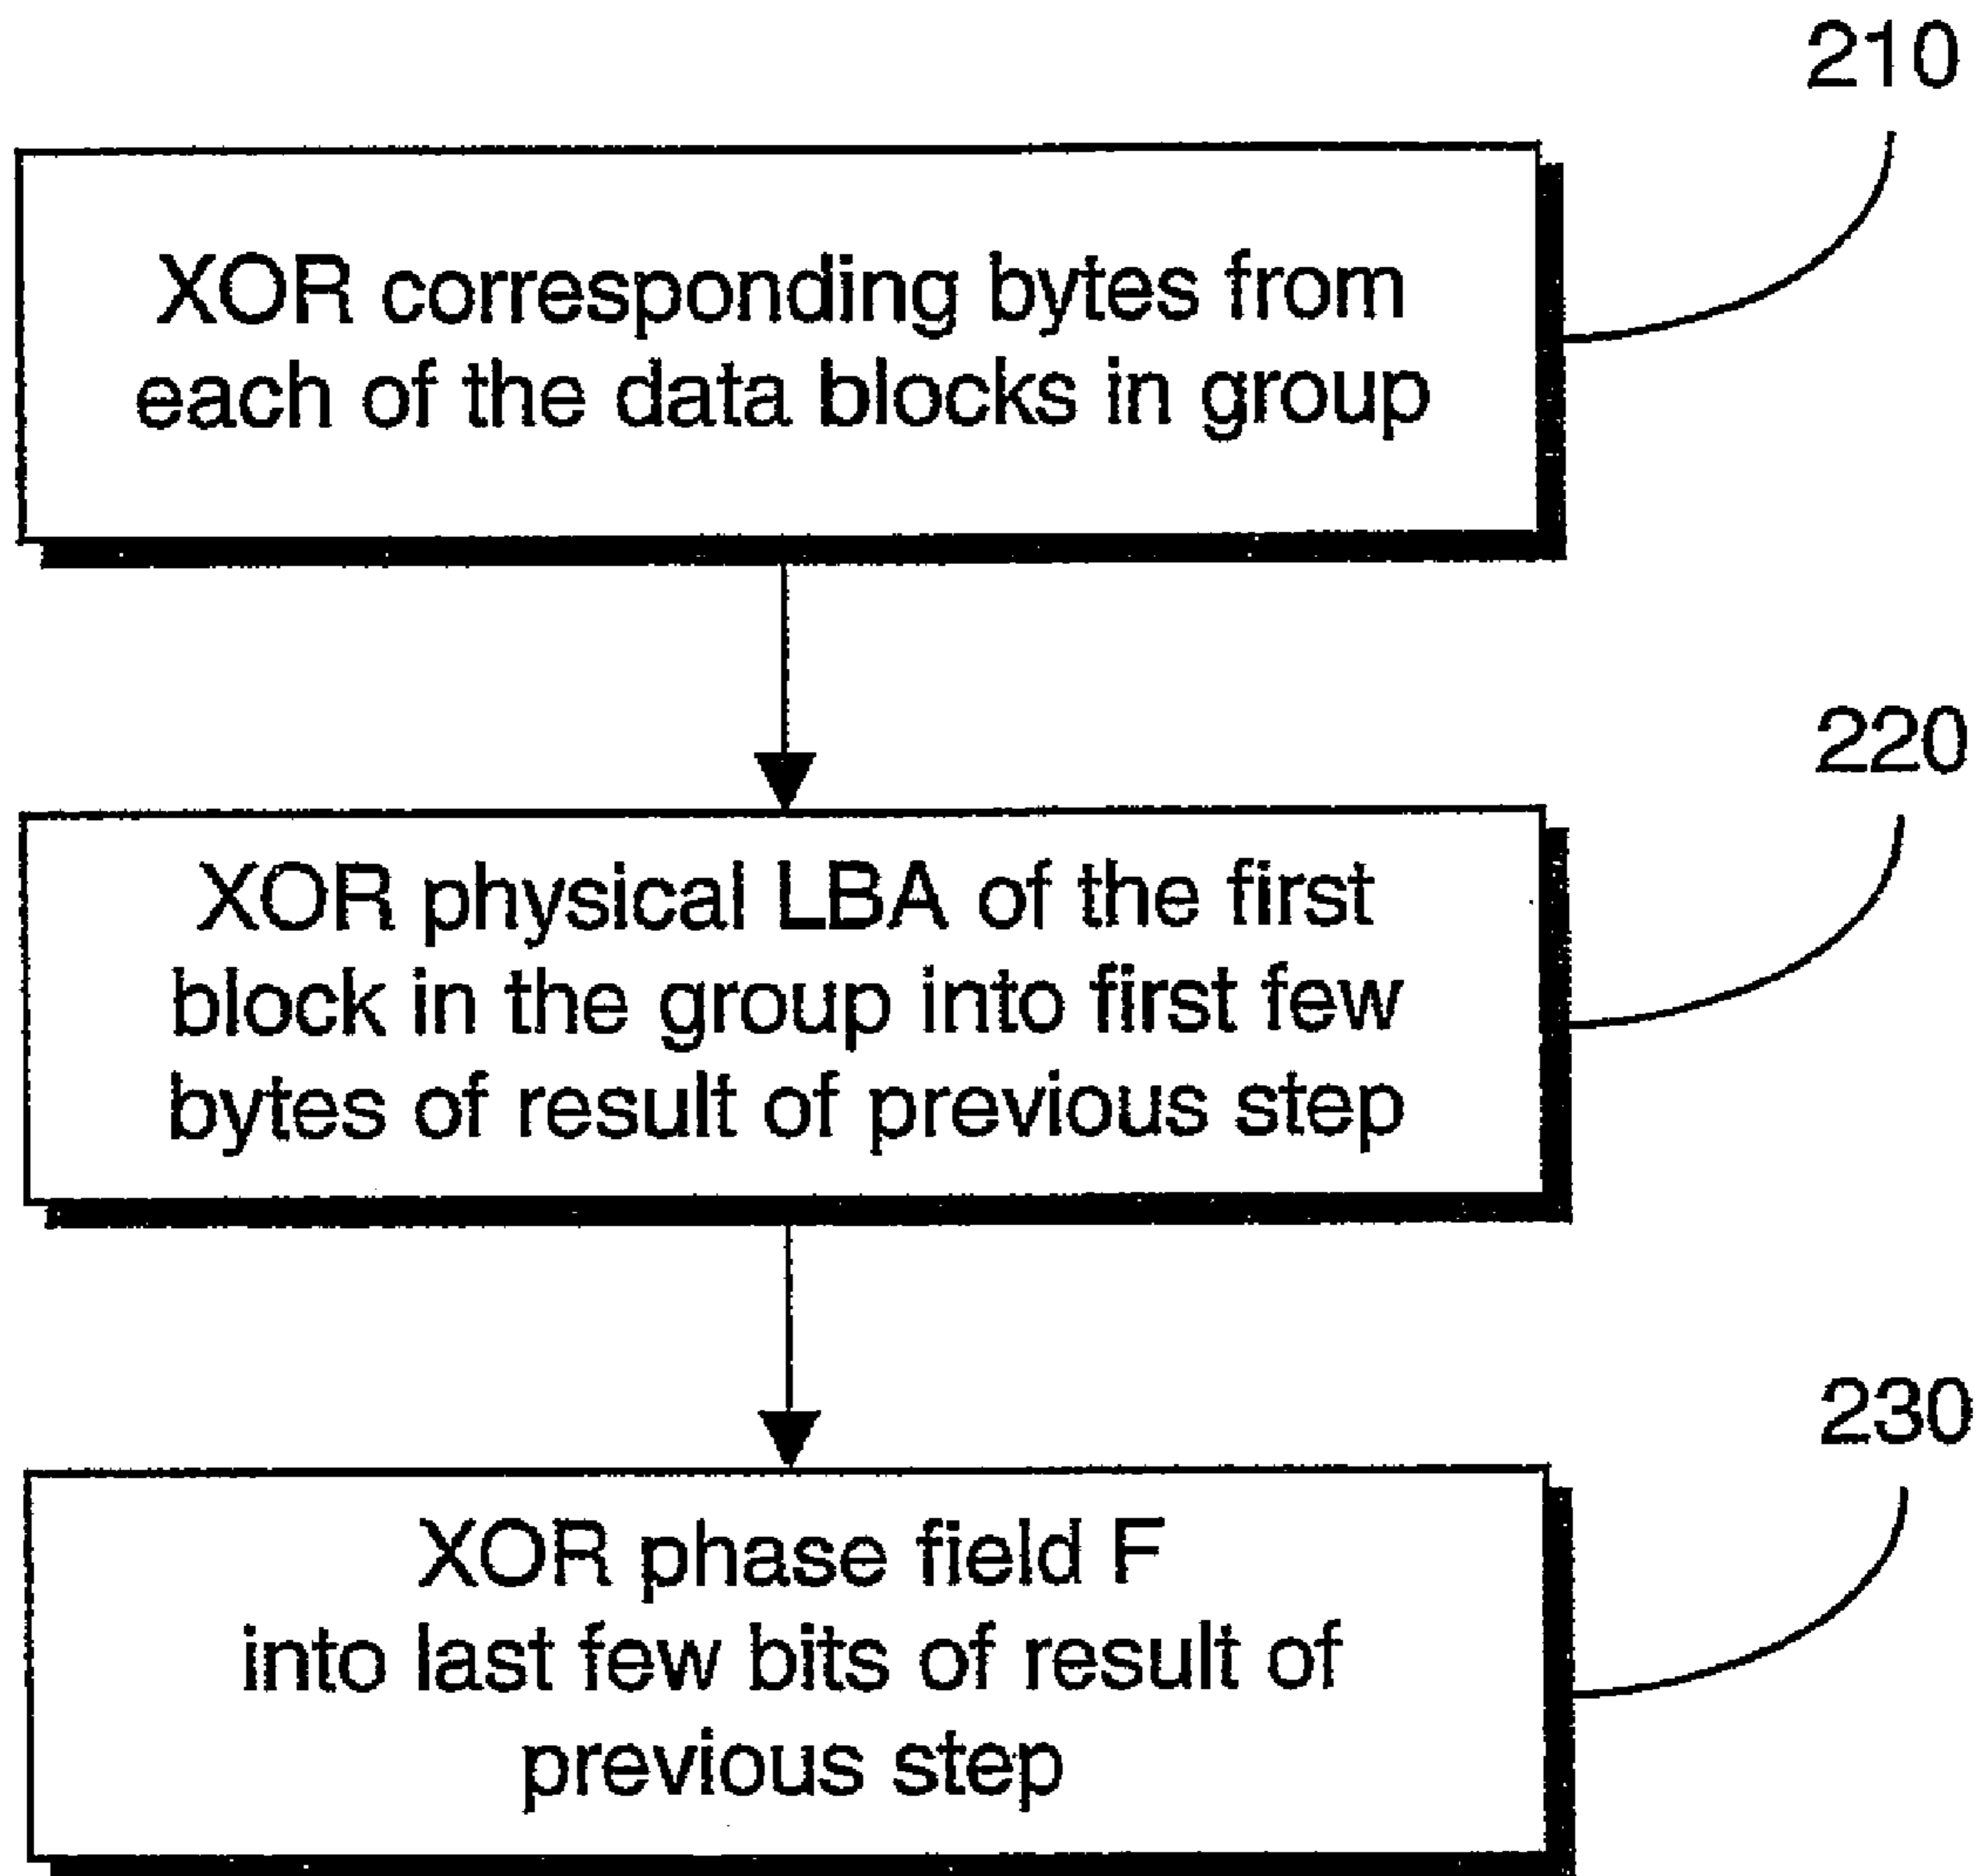 210
XOR corresponding bytes from
each of the data blocks in group
220
XOR physical LBA of the first
block in the group into first few
bytes of result of previous step
230
XOR phase field F
into last few bits of result of
previous step